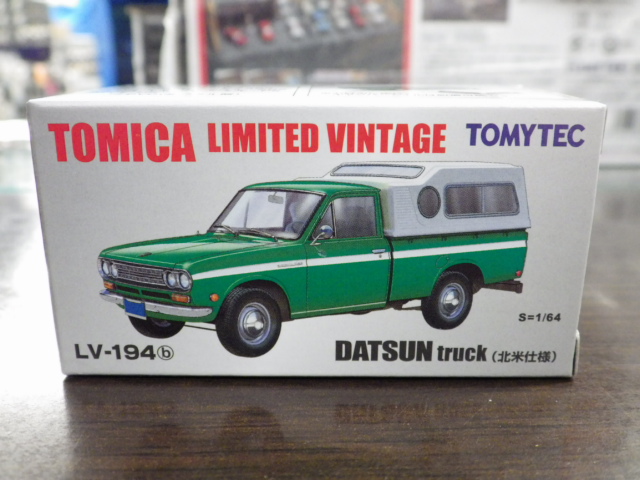 TOMICA LIMITED VINTAGE TOMYTEC
S=1/64
LV-194ⓑ DATSUN truck (北米仕様)